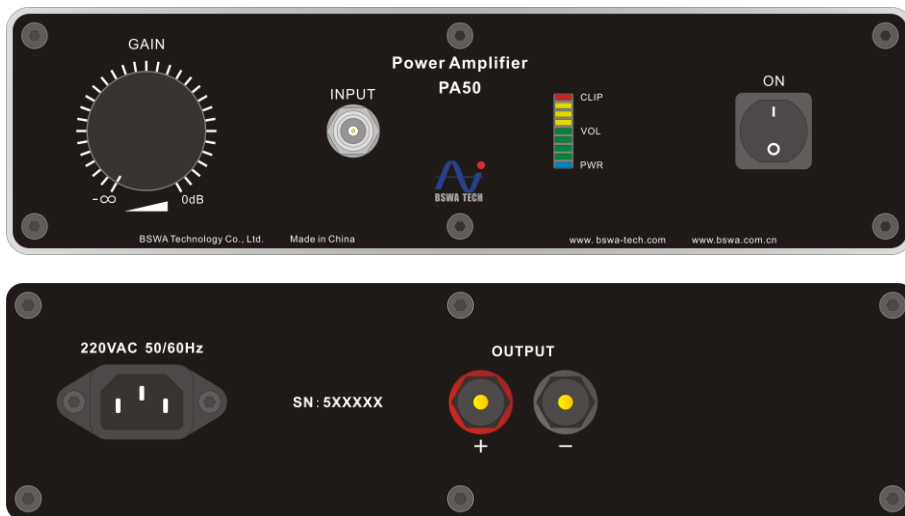 GAIN
Power Amplifier
PA50
INPUT
CLIP
VOL
PWR
ON
I
O
-∞
0dB
BSWA TECH
BSWA Technology Co., Ltd.
Made in China
www.bswa-tech.com
www.bswa.com.cn
220VAC 50/60Hz
OUTPUT
SN: 5XXXXX
+
−